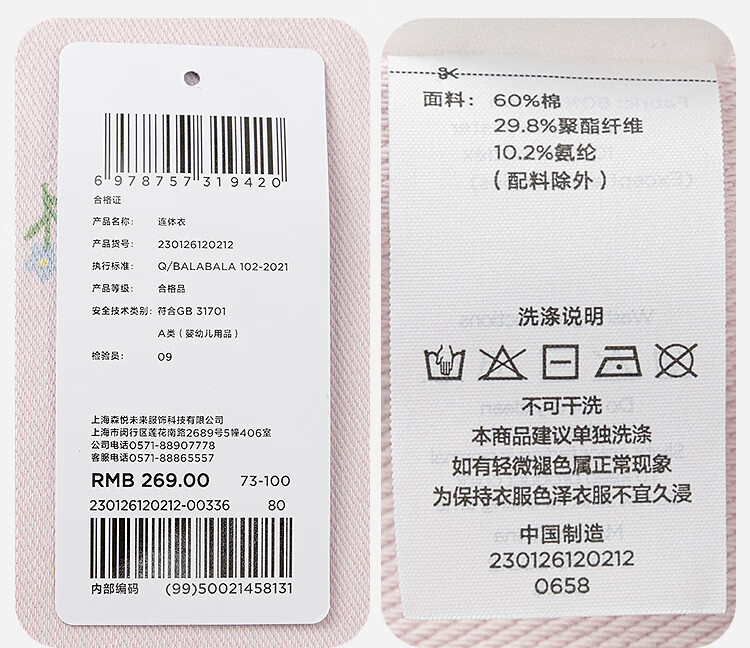 6 978757 319420
合格证
产品名称: 连体衣
产品货号: 230126120212
执行标准: Q/BALABALA 102-2021
产品等级: 合格品
安全技术类别: 符合GB 31701
A类 (婴幼儿用品)
检验员: 09
上海森悦未来服饰科技有限公司
上海市闵行区莲花南路2689号5幢406室
公司电话0571-88907778
客服电话0571-88865557
RMB 269.00 73-100
230126120212-00336 80
内部编码 (99)50021458131
面料: 60%棉
29.8%聚酯纤维
10.2%氨纶
(配料除外)
洗涤说明
不可干洗
本商品建议单独洗涤
如有轻微褪色属正常现象
为保持衣服色泽衣服不宜久浸
中国制造
230126120212
0658